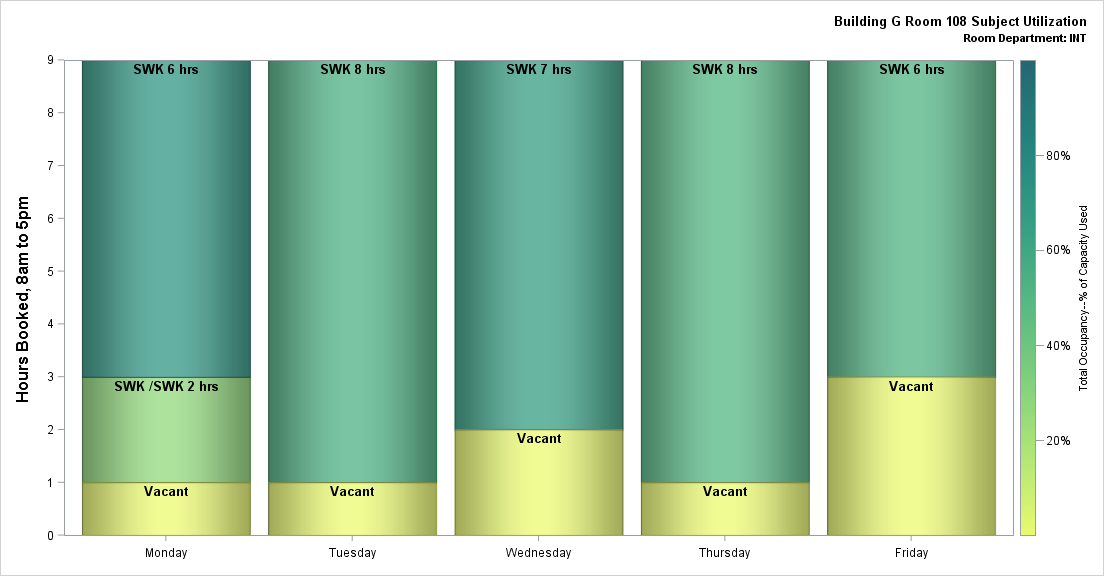 Building G Room 108 Subject Utilization
Room Department: INT
Hours Booked, 8am to 5pm
9
8
7
6
5
4
3
2
1
0
SWK 6 hrs
SWK /SWK 2 hrs
Vacant
SWK 8 hrs
Vacant
SWK 7 hrs
Vacant
SWK 8 hrs
Vacant
SWK 6 hrs
Vacant
Monday
Tuesday
Wednesday
Thursday
Friday
80%
60%
40%
20%
Total Occupancy--% of Capacity Used